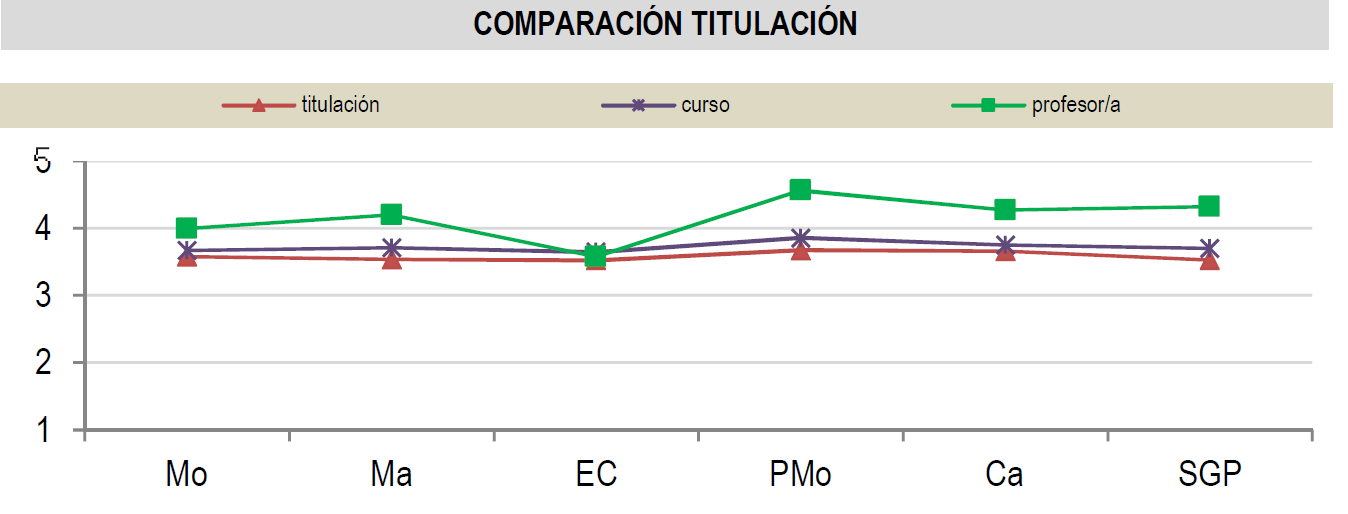 COMPARACIÓN TITULACIÓN
titulación curso profesor/a
5
4
3
2
1
Mo Ma EC PMo Ca SGP